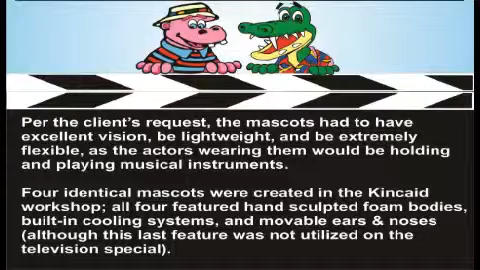 Per the client's request, the mascots had to have
excellent vision, be lightweight, and be extremely
flexible, as the actors wearing them would be holding
and playing musical instruments.
Four identical mascots were created in the Kincaid
workshop; all four featured hand sculpted foam bodies,
built-in cooling systems, and movable ears & noses
(although this last feature was not utilized on the
television special).